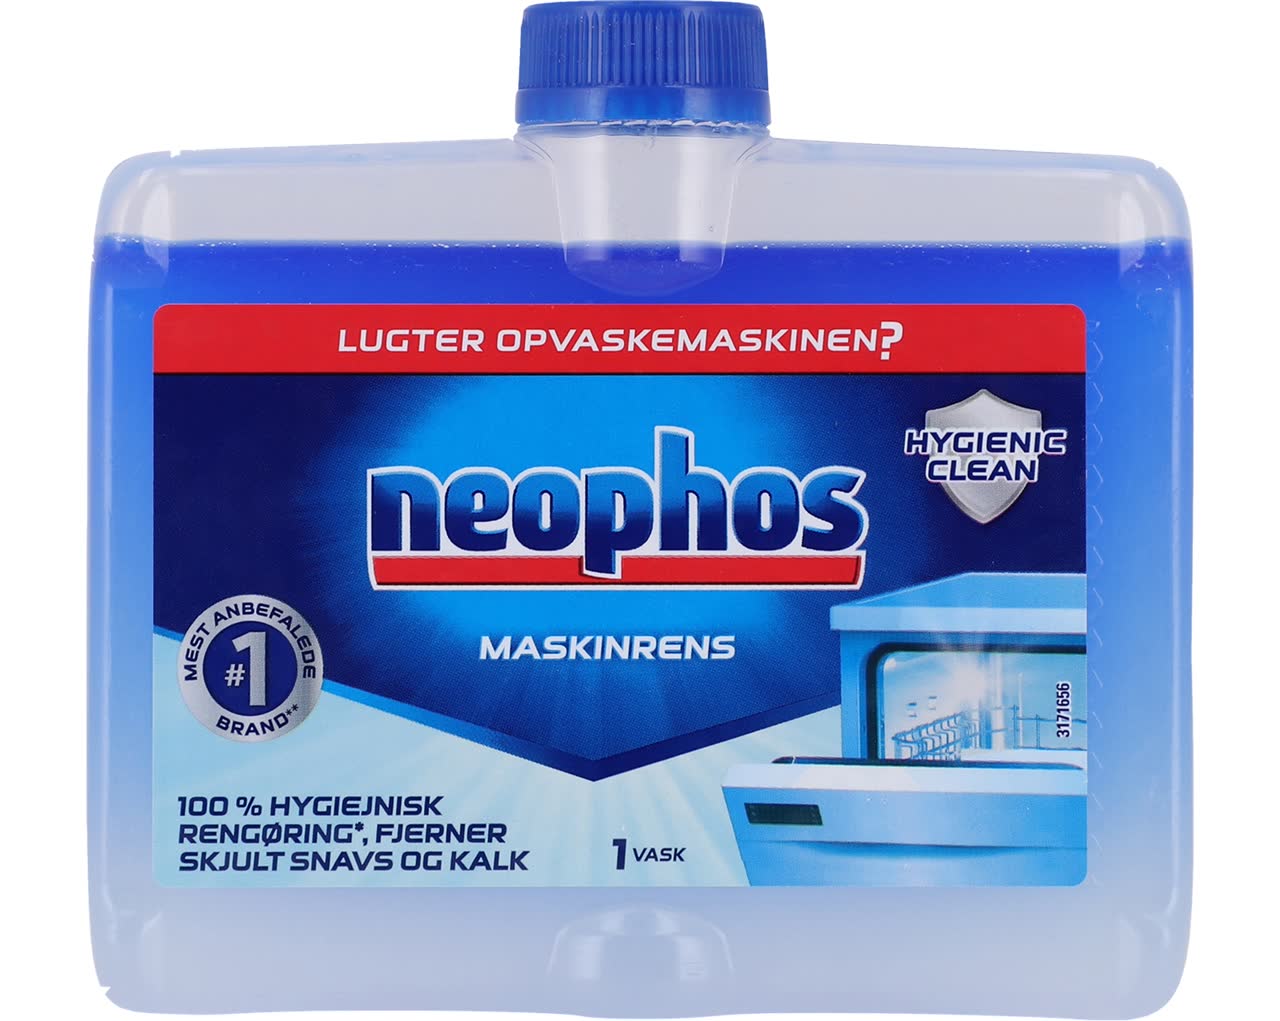 LUGTER OPVASKEMASKINEN?
HYGIENIC
CLEAN
neophos
MASKINRENS
MEST ANBEFALEDE
#1
BRAND**
3171656
100 % HYGIEJNISK
RENGØRING*, FJERNER
SKJULT SNAVS OG KALK
1 VASK